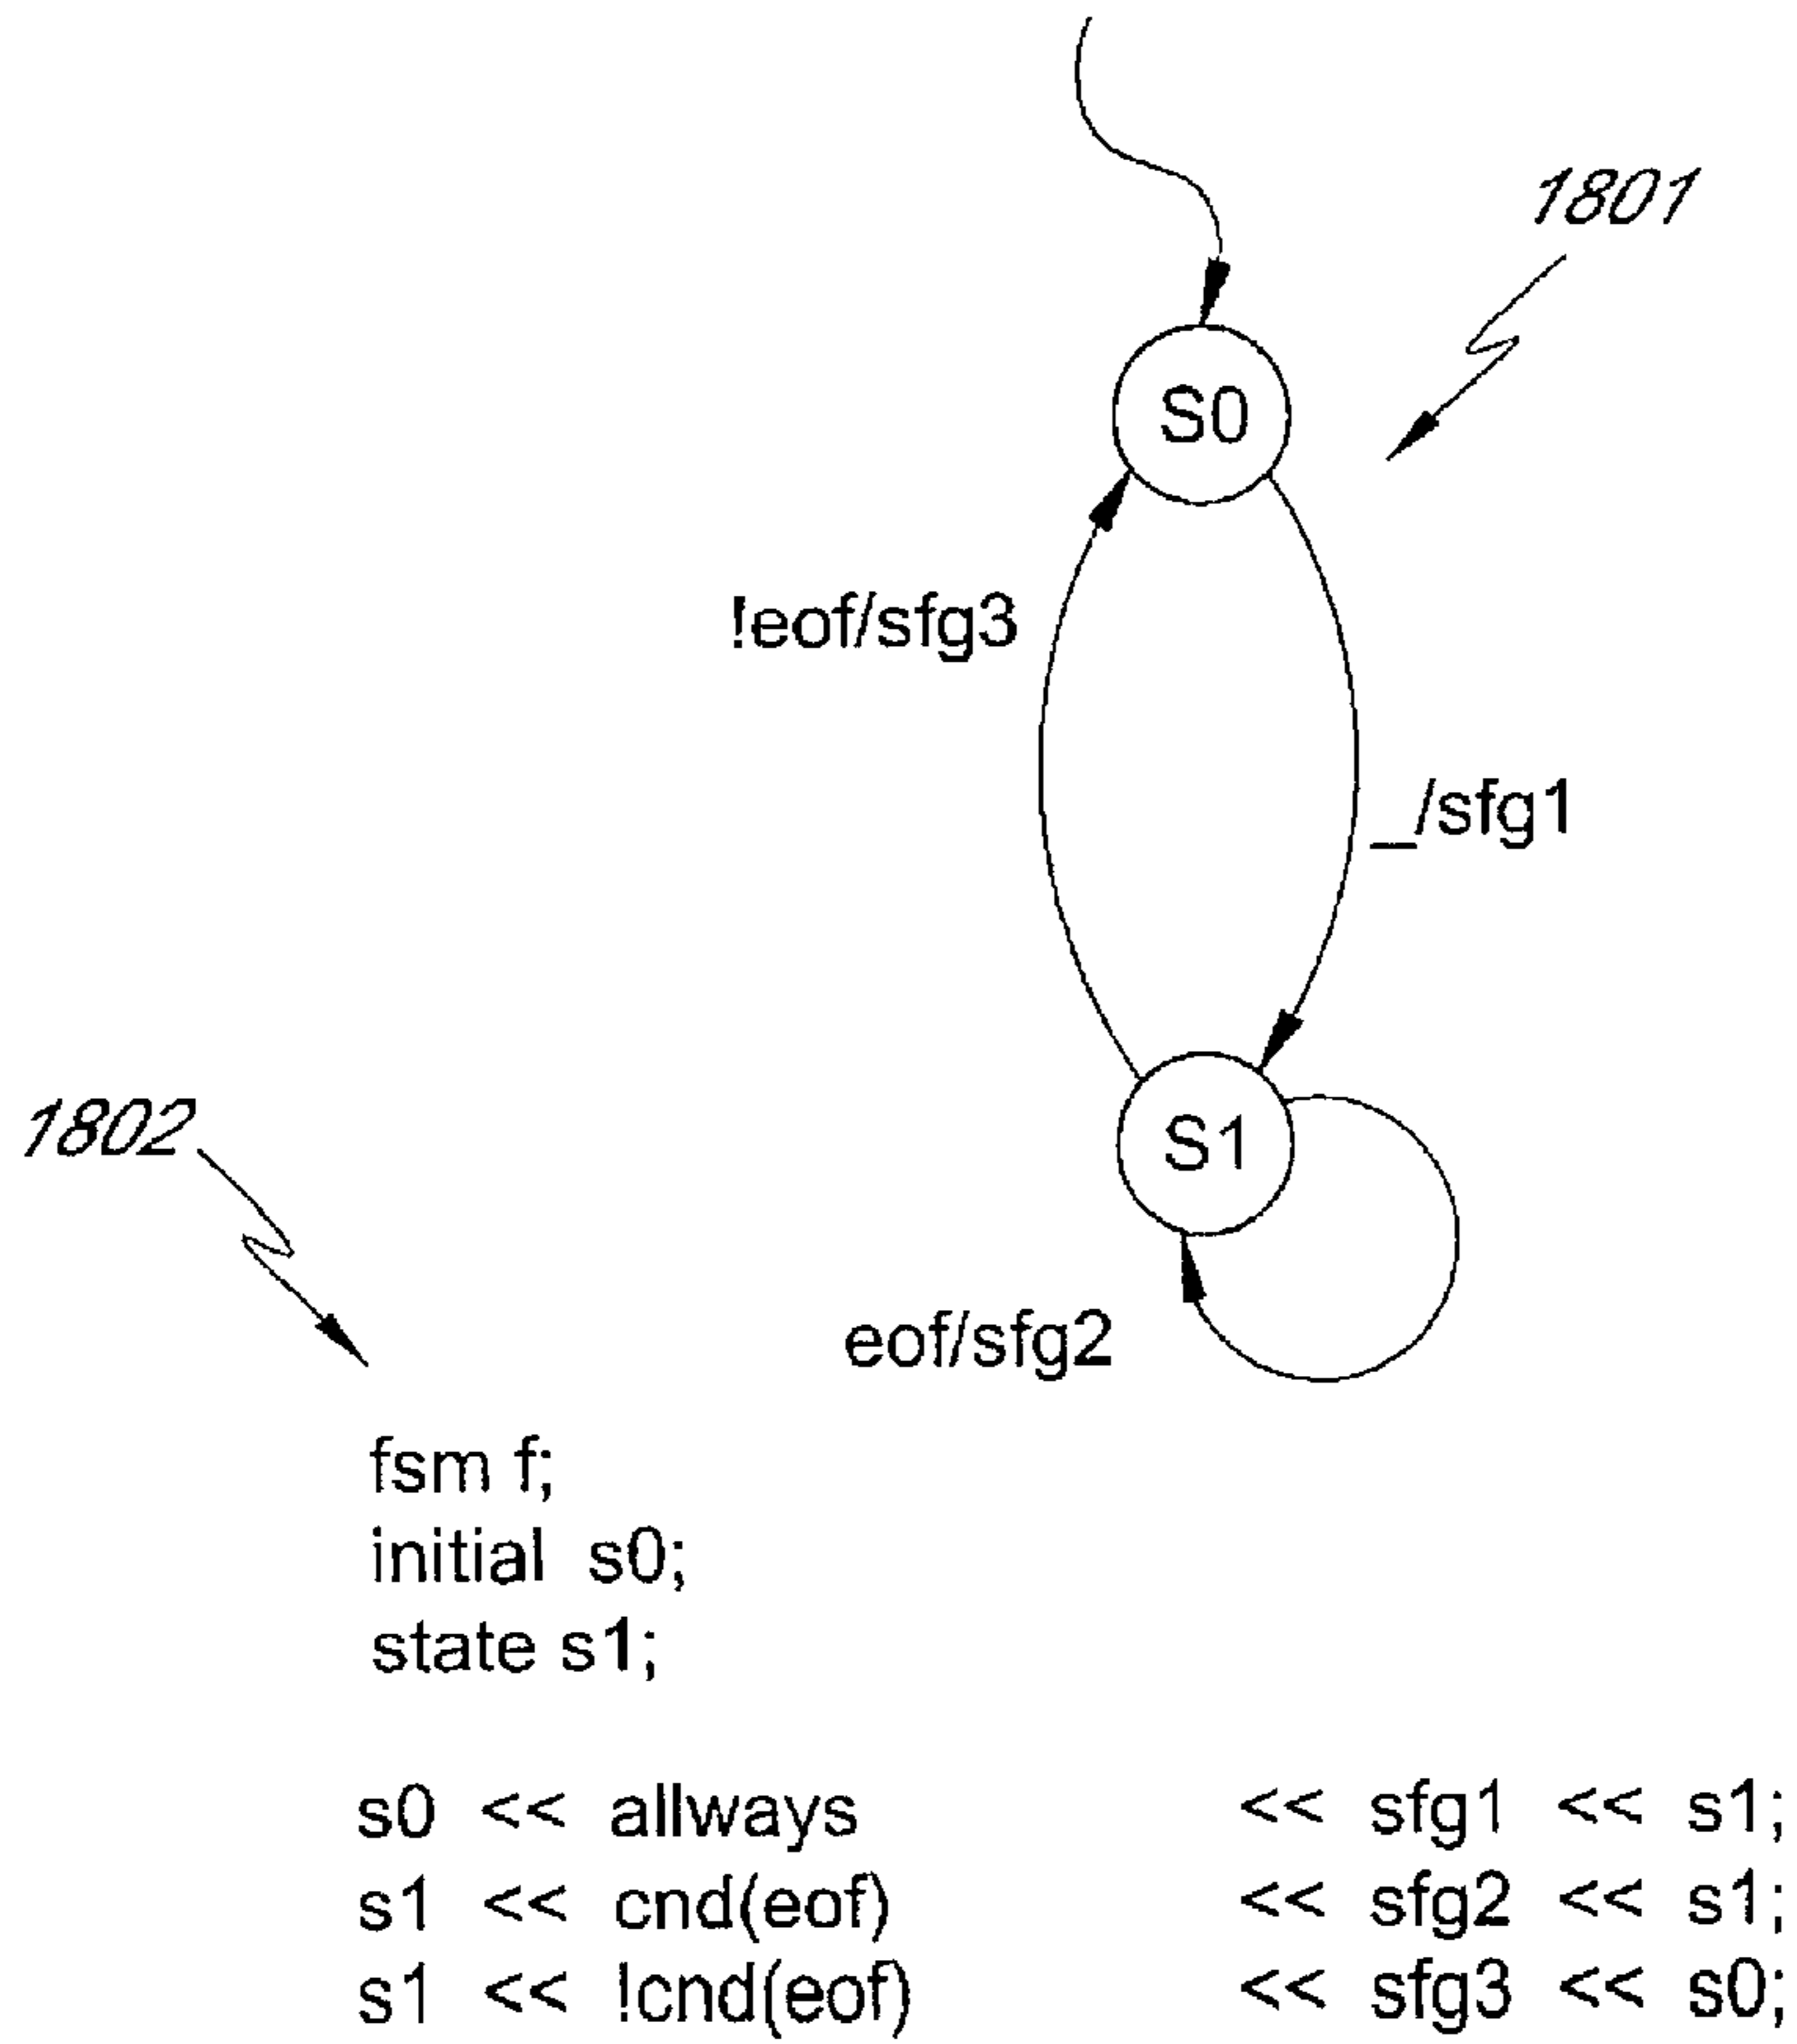 1801
S0
!eof/sfg3
_/sfg1
1802
S1
eof/sfg2
fsm f;
initial s0;
state s1;
s0 << allways << sfg1 << s1;
s1 << cnd(eof) << sfg2 << s1;
s1 << !cnd(eof) << sfg3 << s0;